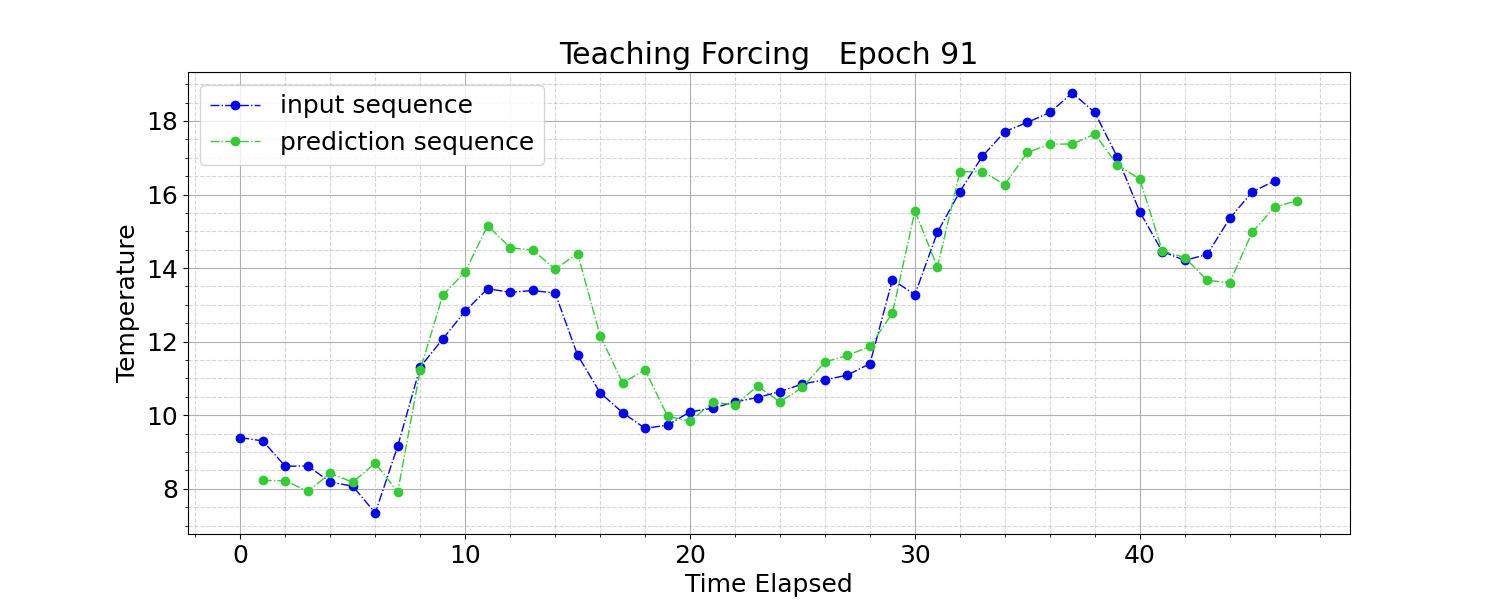 Teaching Forcing   Epoch 91
input sequence
prediction sequence
Temperature
18
16
14
12
10
8
0 10 20 30 40
Time Elapsed